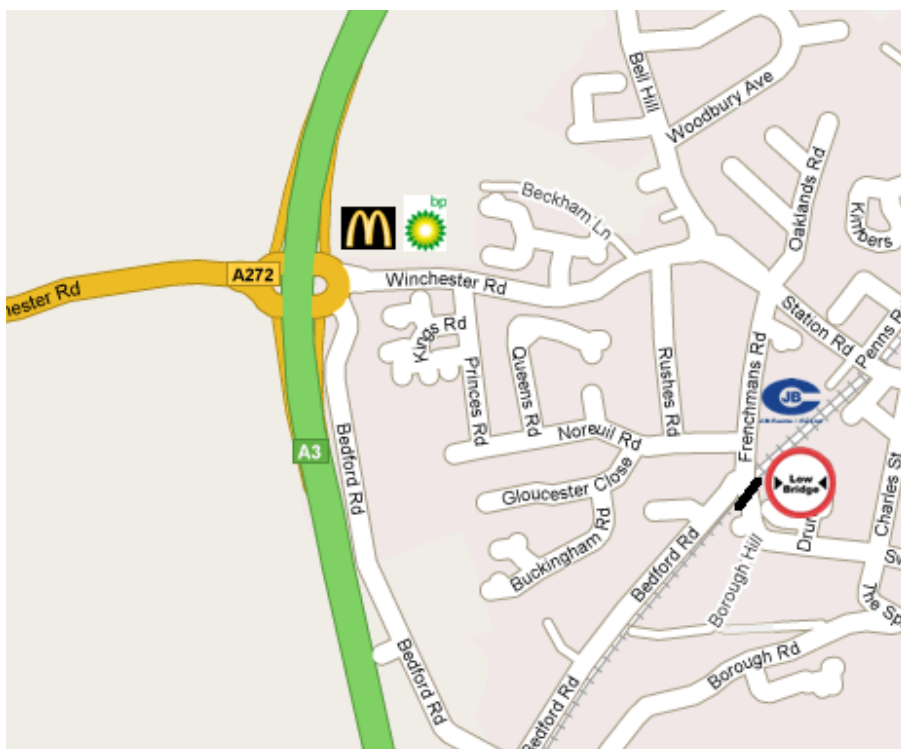 Bell Hill
Woodbury Ave
Oaklands Rd
Kimbers
Beckham Ln
bp
M
A272
Winchester Rd
hester Rd
Station Rd
Penns R
Kings Rd
Princes Rd
Queens Rd
Rushes Rd
Frenchmans Rd
JB
Noreuil Rd
A3
Bedford Rd
Gloucester Close
Low
Bridge
Charles St
Buckingham Rd
Bedford Rd
Borough Hill
Drum
Sw
The Sp
Borough Rd
Bedford Rd
Bedford Rd